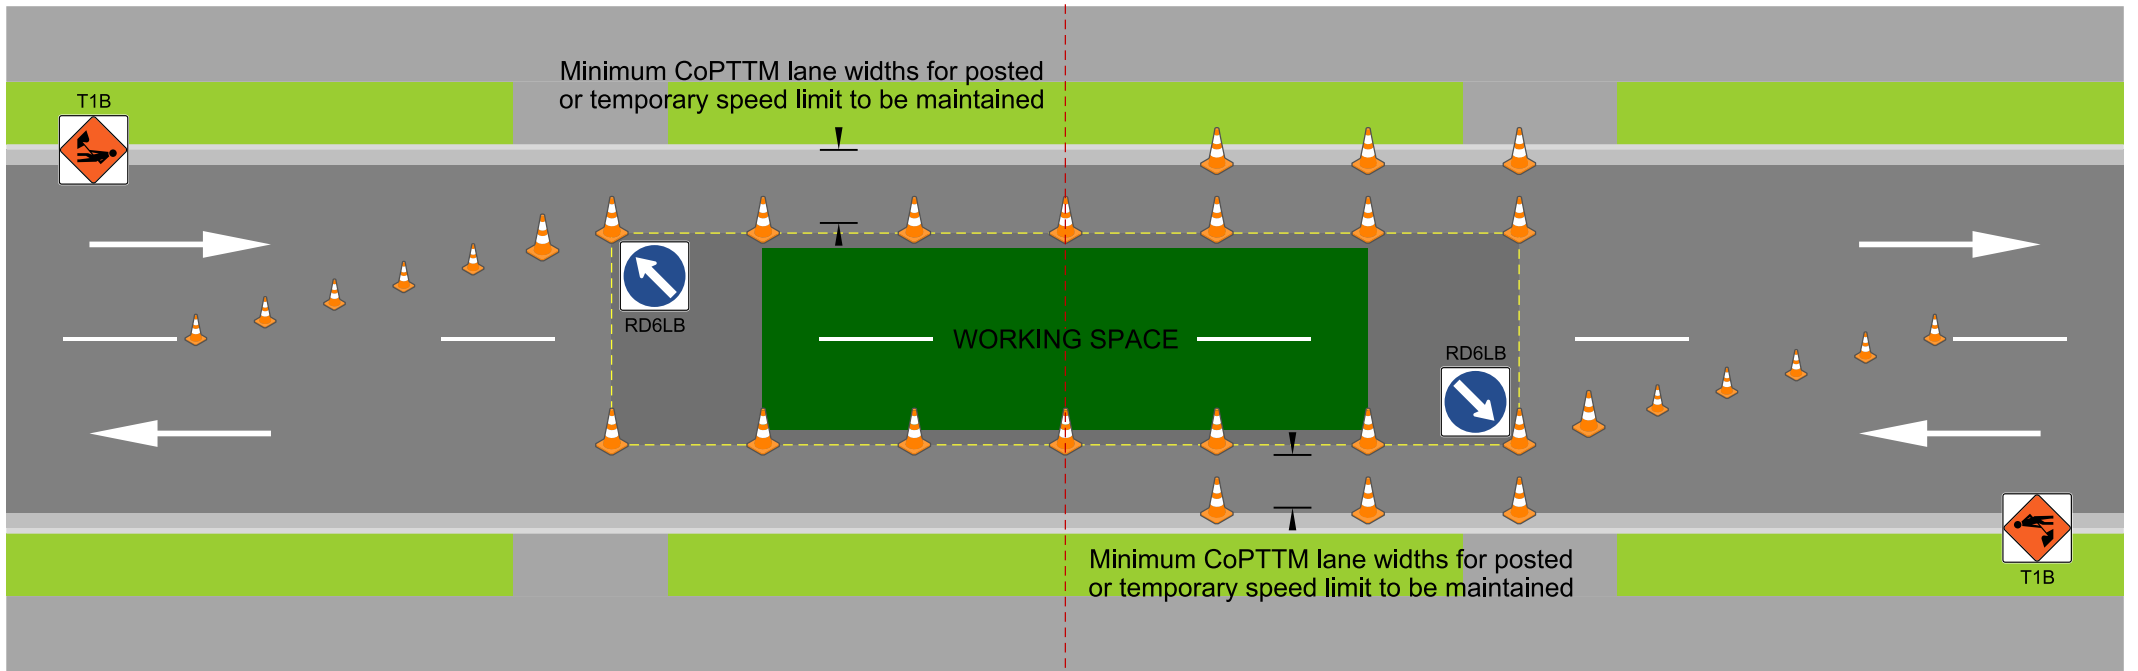 Minimum CoPTTM lane widths for posted
or temporary speed limit to be maintained
T1B
RD6LB
WORKING SPACE
RD6LB
Minimum CoPTTM lane widths for posted
or temporary speed limit to be maintained
T1B